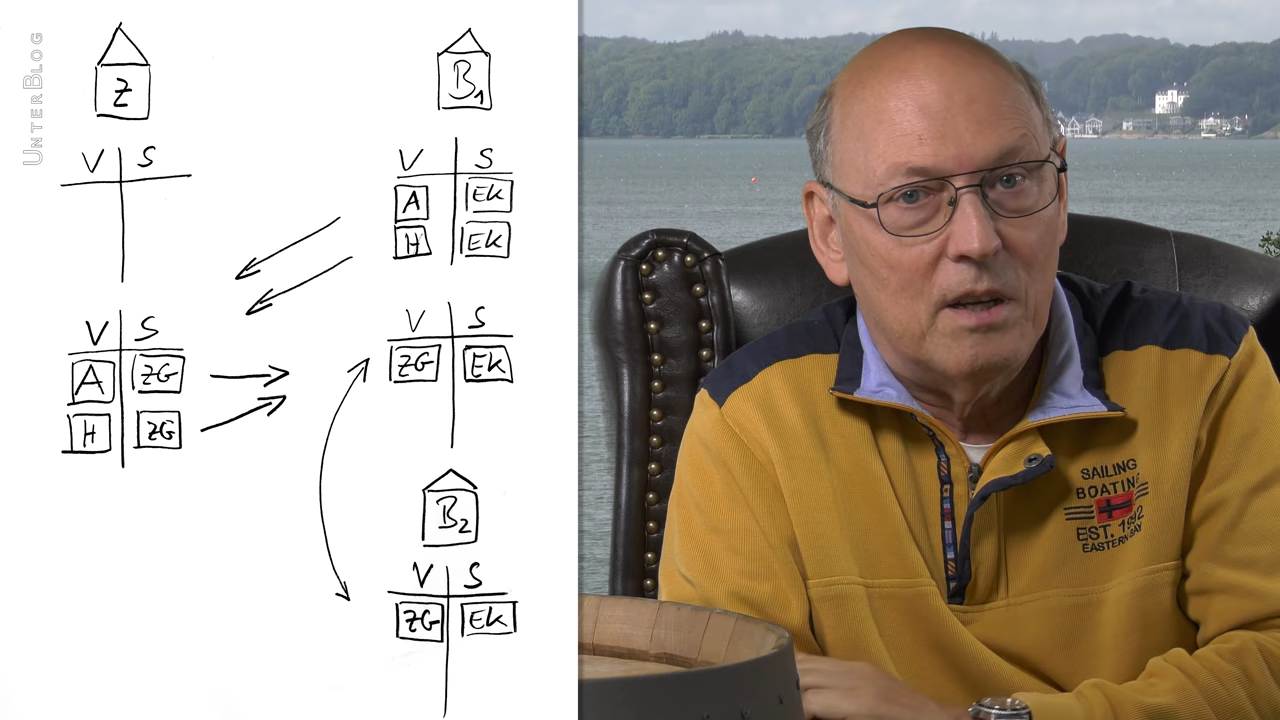 UNTERBLOG
Z
V S
V S
A ZG
H ZG
B1
V S
A EK
H EK
V S
ZG EK
B2
V S
ZG EK
SAILING
BOATING
EST. 1992
EASTERN BAY